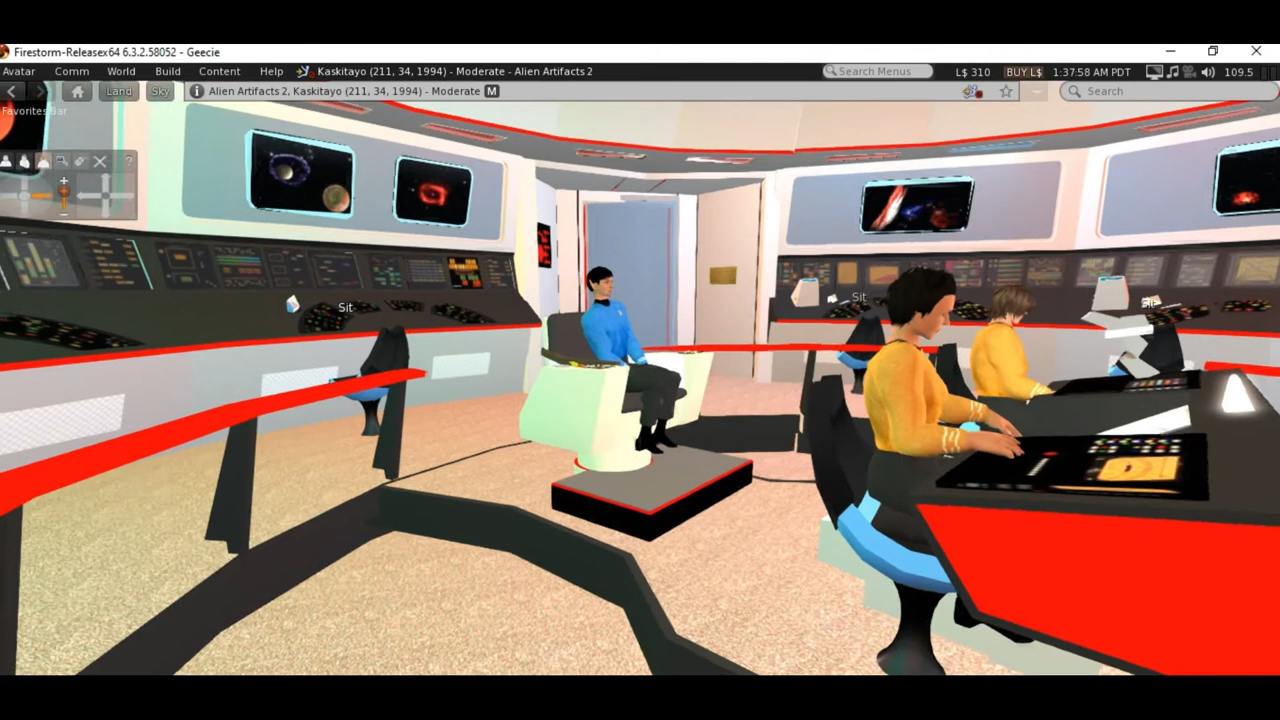 Firestorm-Releasex64 6.3.2.58052 - Geecie
Avatar Comm World Build Content Help Kaskitayo (211, 34, 1994) - Moderate - Alien Artifacts 2 Search Menus L$ 310 BUY L$ 1:37:58 AM PDT 109.5
Land Sky Alien Artifacts 2, Kaskitayo (211, 34, 1994) - Moderate M Search
Favorites Bar
?
Sit
Sit
Sit